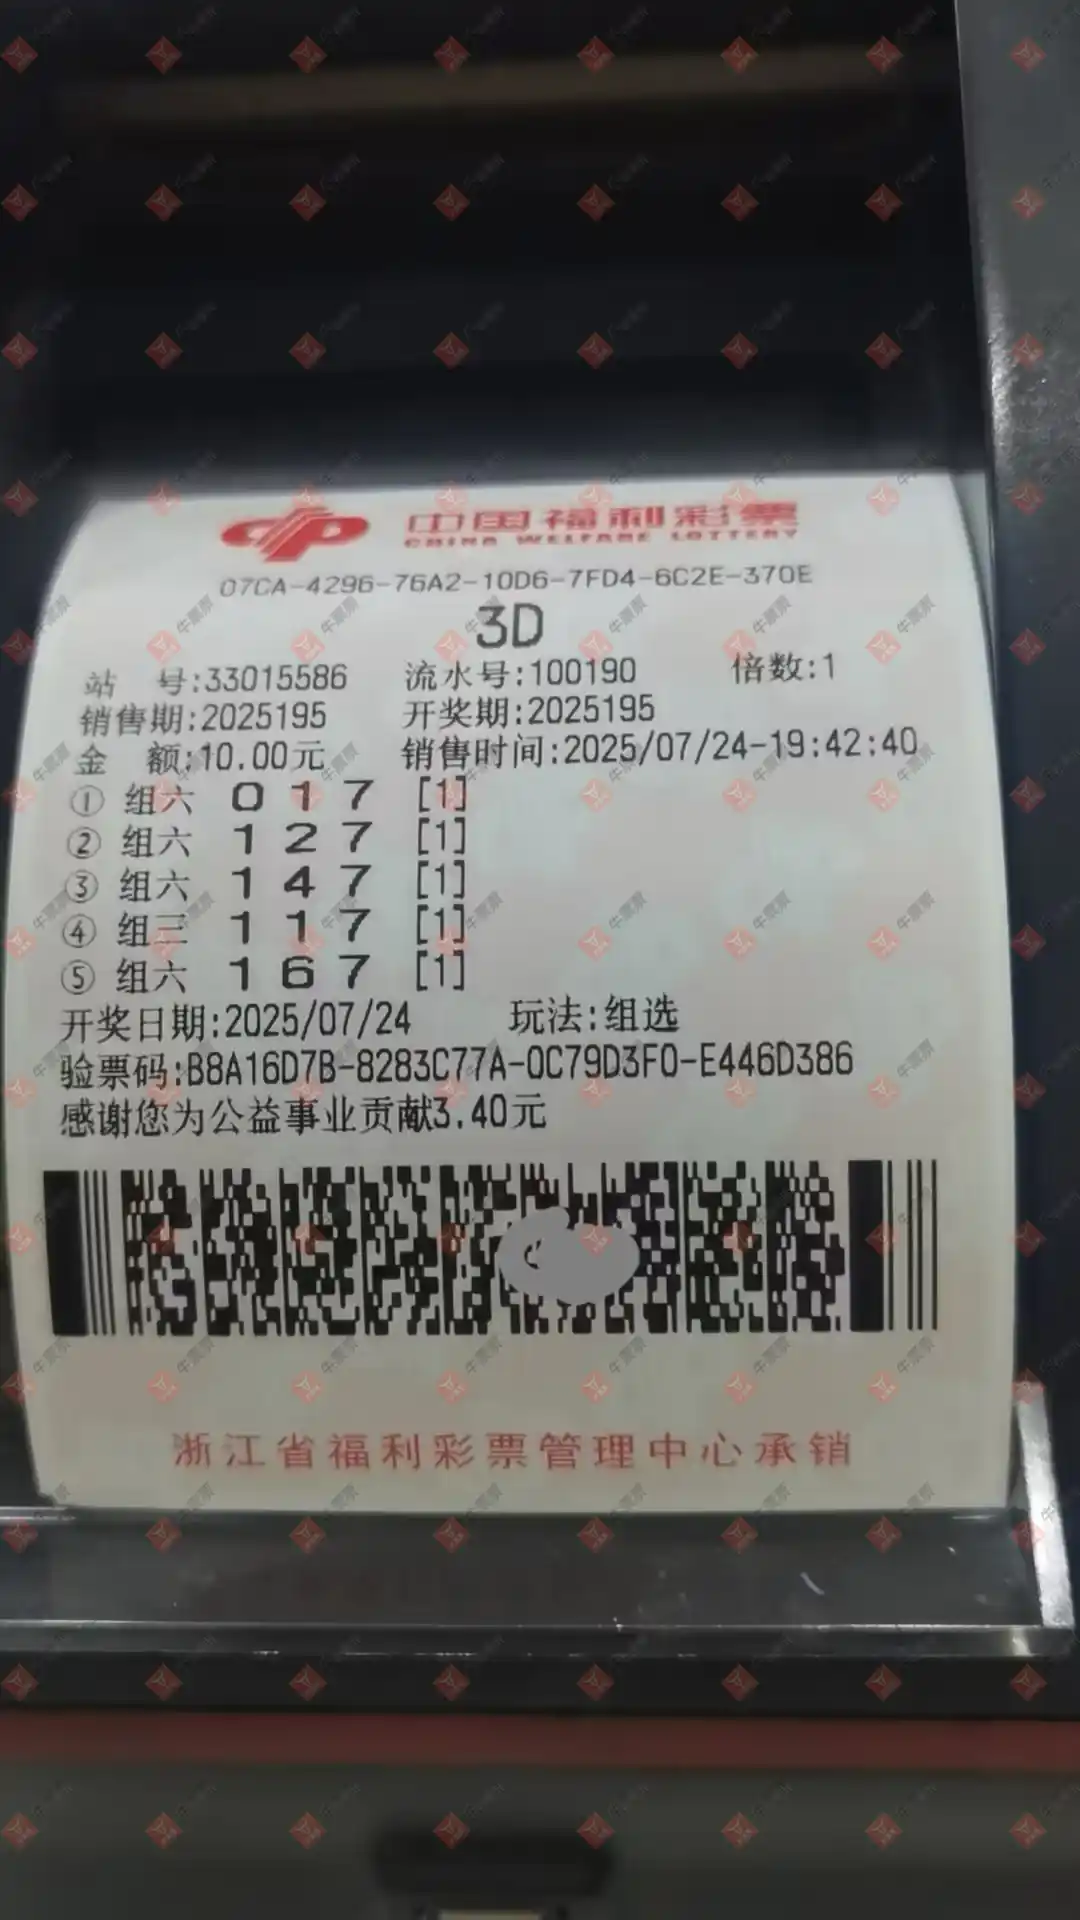 中国福利彩票
CHINA WELFARE LOTTERY
07CA-4296-76A2-10D6-7FD4-6C2E-370E
3D
站 号:33015586 流水号:100190 倍数:1
销售期:2025195 开奖期:2025195
金 额:10.00元 销售时间:2025/07/24-19:42:40
① 组六 0 1 7 [1]
② 组六 1 2 7 [1]
③ 组六 1 4 7 [1]
④ 组三 1 1 7 [1]
⑤ 组六 1 6 7 [1]
开奖日期:2025/07/24 玩法:组选
验票码:B8A16D7B-8283C77A-0C79D3F0-E446D386
感谢您为公益事业贡献3.40元
浙江省福利彩票管理中心承销